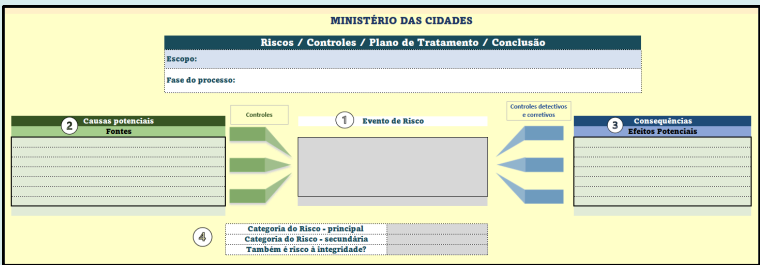 MINISTÉRIO DAS CIDADES
Riscos / Controles / Plano de Tratamento / Conclusão
Escopo:
Fase do processo:
Controles detectivos
e corretivos
Controles
2 Causas potenciais
Fontes
1 Evento de Risco
3 Consequências
Efeitos Potenciais
4
Categoria do Risco - principal
Categoria do Risco - secundária
Também é risco à integridade?